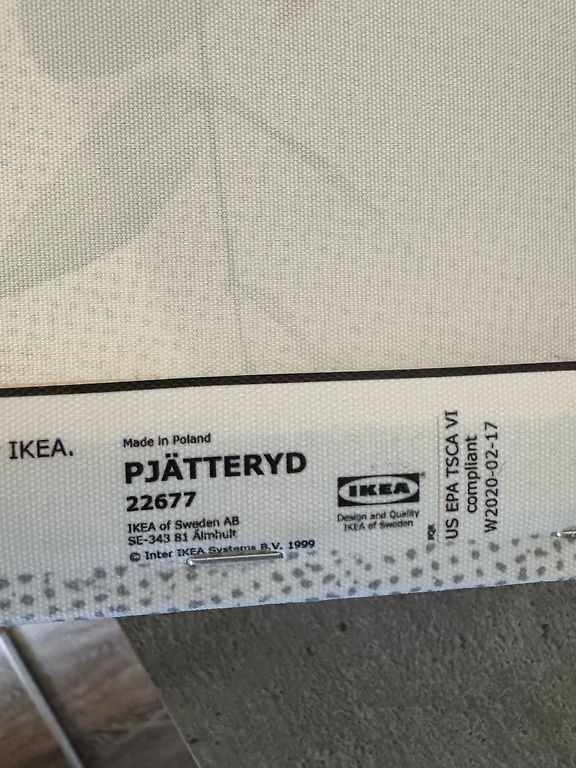 IKEA.
Made in Poland
PJÄTTERYD
22677
IKEA of Sweden AB
SE-343 81 Älmhult
© Inter IKEA Systems B.V. 1999
IKEA®
Design and Quality
IKEA of Sweden
US EPA TSCA VI
compliant
W2020-02-17